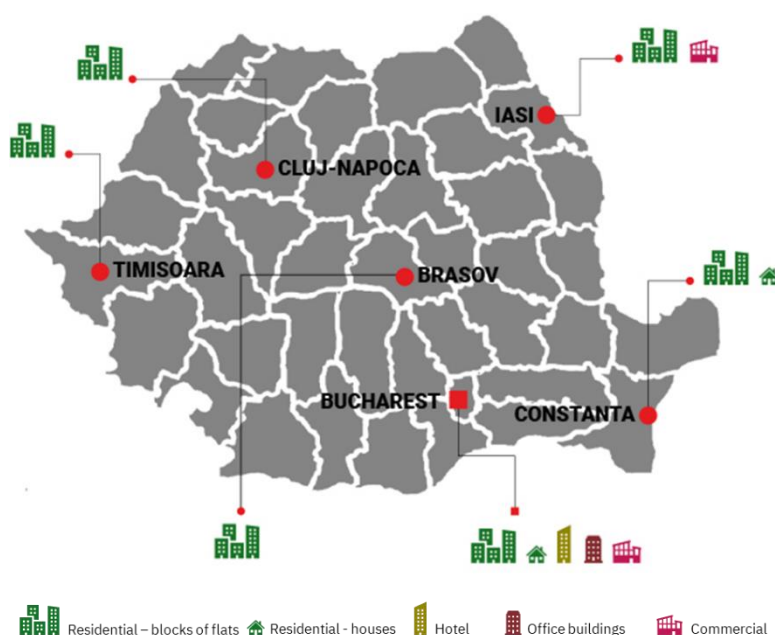 IASI
CLUJ-NAPOCA
TIMISOARA
BRASOV
BUCHAREST
CONSTANTA
Residential – blocks of flats
Residential - houses
Hotel
Office buildings
Commercial